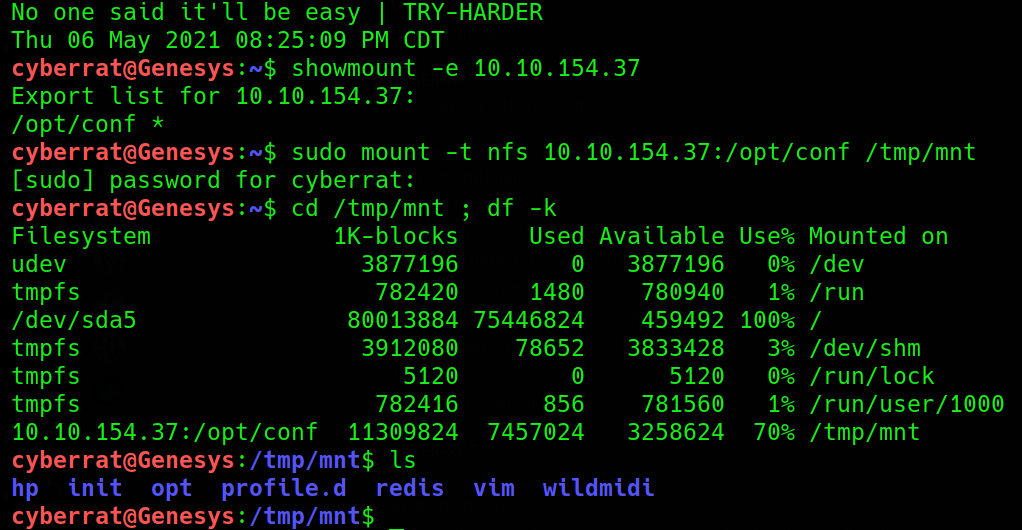 No one said it'll be easy | TRY-HARDER
Thu 06 May 2021 08:25:09 PM CDT
cyberrat@Genesys:~$ showmount -e 10.10.154.37
Export list for 10.10.154.37:
/opt/conf *
cyberrat@Genesys:~$ sudo mount -t nfs 10.10.154.37:/opt/conf /tmp/mnt
[sudo] password for cyberrat:
cyberrat@Genesys:~$ cd /tmp/mnt ; df -k
Filesystem             1K-blocks     Used Available Use% Mounted on
udev                     3877196        0   3877196   0% /dev
tmpfs                     782420     1480    780940   1% /run
/dev/sda5               80013884 75446824    459492 100% /
tmpfs                    3912080    78652   3833428   3% /dev/shm
tmpfs                       5120        0      5120   0% /run/lock
tmpfs                     782416      856    781560   1% /run/user/1000
10.10.154.37:/opt/conf  11309824  7457024   3258624  70% /tmp/mnt
cyberrat@Genesys:/tmp/mnt$ ls
hp  init  opt  profile.d  redis  vim  wildmidi
cyberrat@Genesys:/tmp/mnt$